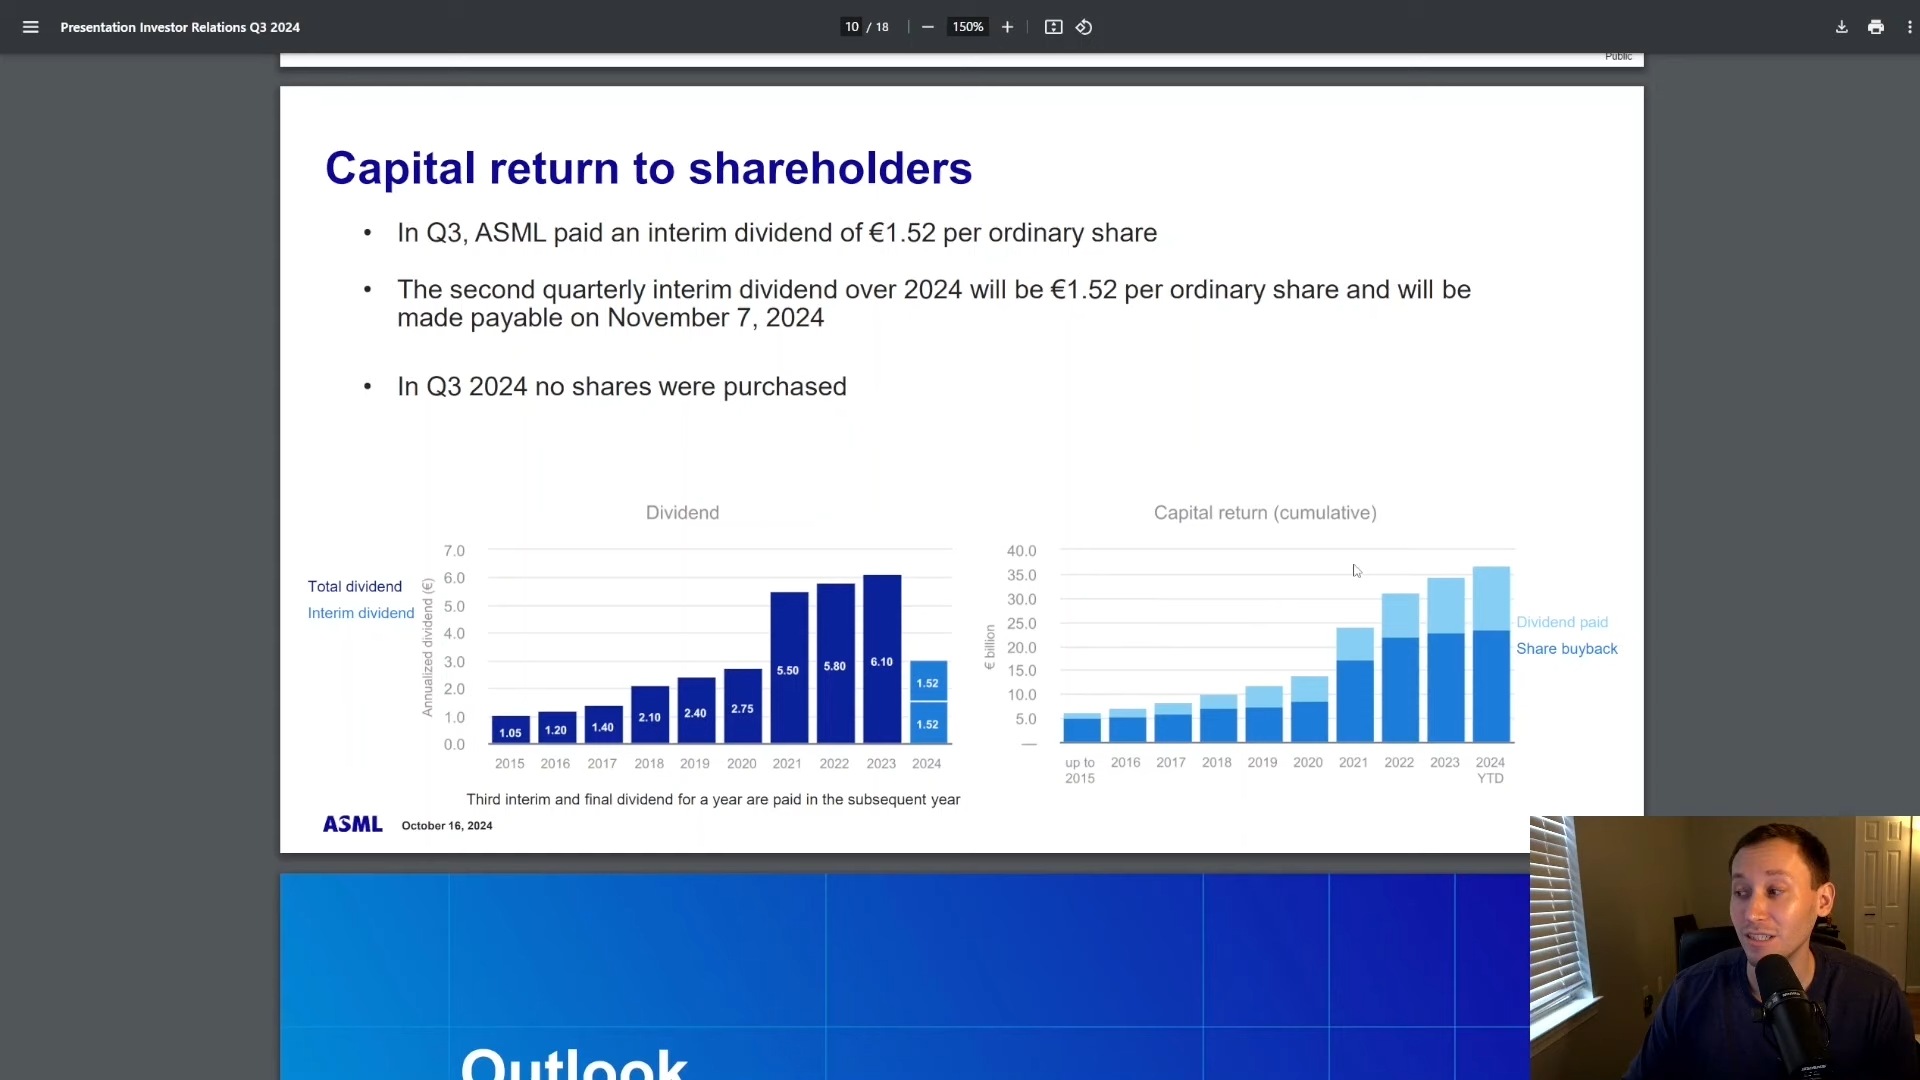 Presentation Investor Relations Q3 2024
10 / 18
150%
Public
Capital return to shareholders
• In Q3, ASML paid an interim dividend of €1.52 per ordinary share
• The second quarterly interim dividend over 2024 will be €1.52 per ordinary share and will be
made payable on November 7, 2024
• In Q3 2024 no shares were purchased
Dividend
Total dividend
Interim dividend
Annualized dividend (€)
7.0
6.0
5.0
4.0
3.0
2.0
1.0
0.0
1.05
1.20
1.40
2.10
2.40
2.75
5.50
5.80
6.10
1.52
1.52
2015 2016 2017 2018 2019 2020 2021 2022 2023 2024
Third interim and final dividend for a year are paid in the subsequent year
Capital return (cumulative)
€ billion
40.0
35.0
30.0
25.0
20.0
15.0
10.0
5.0
—
Dividend paid
Share buyback
up to 2016 2017 2018 2019 2020 2021 2022 2023 2024
2015 YTD
ASML October 16, 2024
Outlook